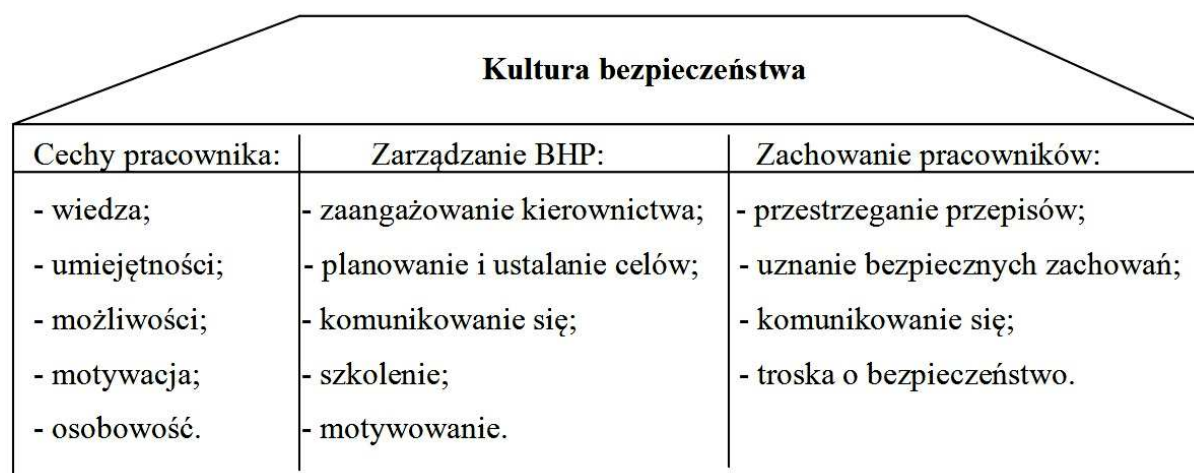 Kultura bezpieczeństwa
Cechy pracownika:
- wiedza;
- umiejętności;
- możliwości;
- motywacja;
- osobowość.
Zarządzanie BHP:
- zaangażowanie kierownictwa;
- planowanie i ustalanie celów;
- komunikowanie się;
- szkolenie;
- motywowanie.
Zachowanie pracowników:
- przestrzeganie przepisów;
- uznanie bezpiecznych zachowań;
- komunikowanie się;
- troska o bezpieczeństwo.